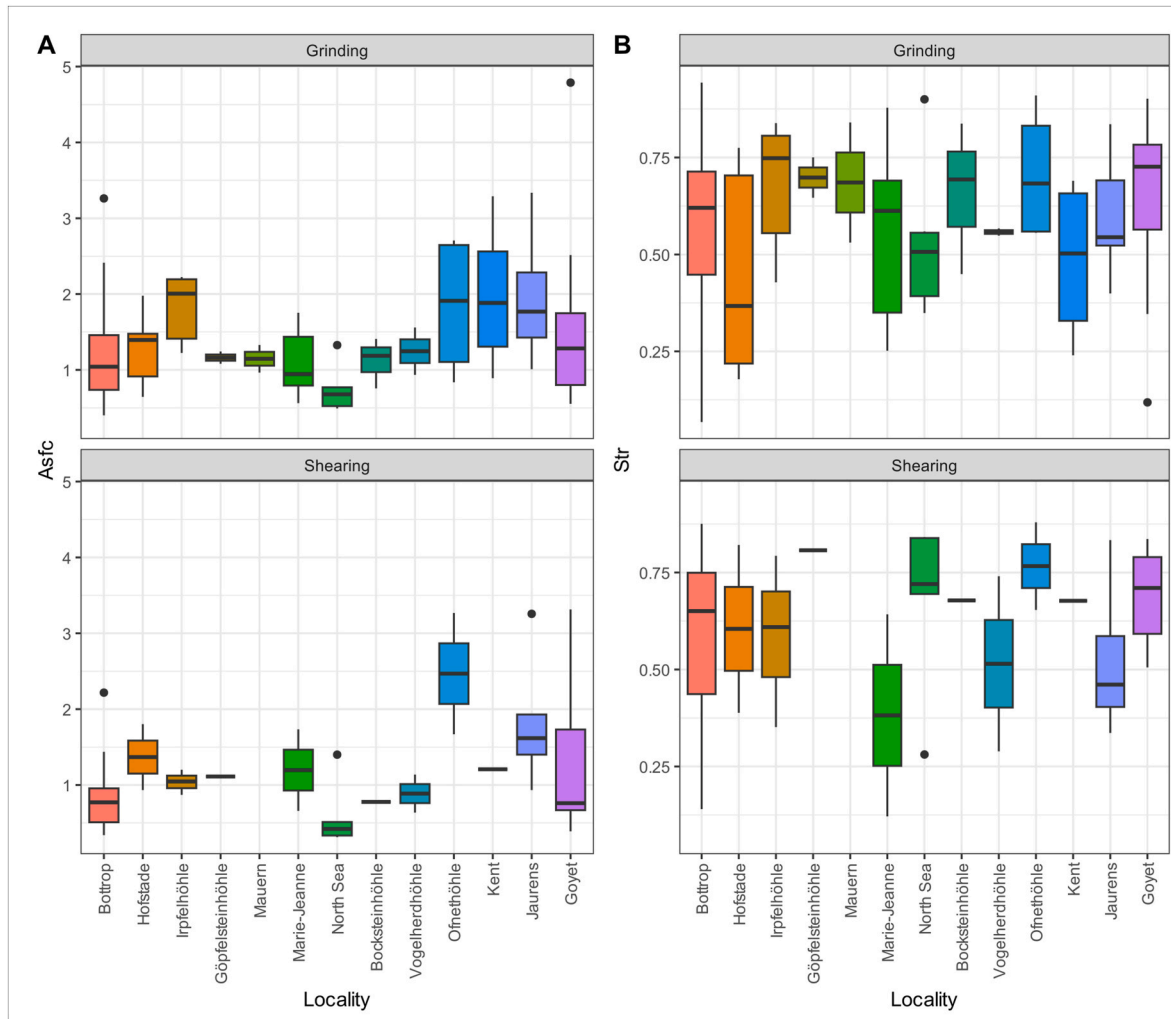 A
Grinding
5
4
3
2
1
Shearing
5
4
3
2
1
Asfc
Bottrop
Hofstade
Irpfelhöhle
Göpfelsteinhöhle
Mauern
Marie-Jeanne
North Sea
Bocksteinhöhle
Vogelherdhöhle
Ofnethöhle
Kent
Jaurens
Goyet
Locality
B
Grinding
0.75
0.50
0.25
Shearing
0.75
0.50
0.25
Str
Bottrop
Hofstade
Irpfelhöhle
Göpfelsteinhöhle
Mauern
Marie-Jeanne
North Sea
Bocksteinhöhle
Vogelherdhöhle
Ofnethöhle
Kent
Jaurens
Goyet
Locality